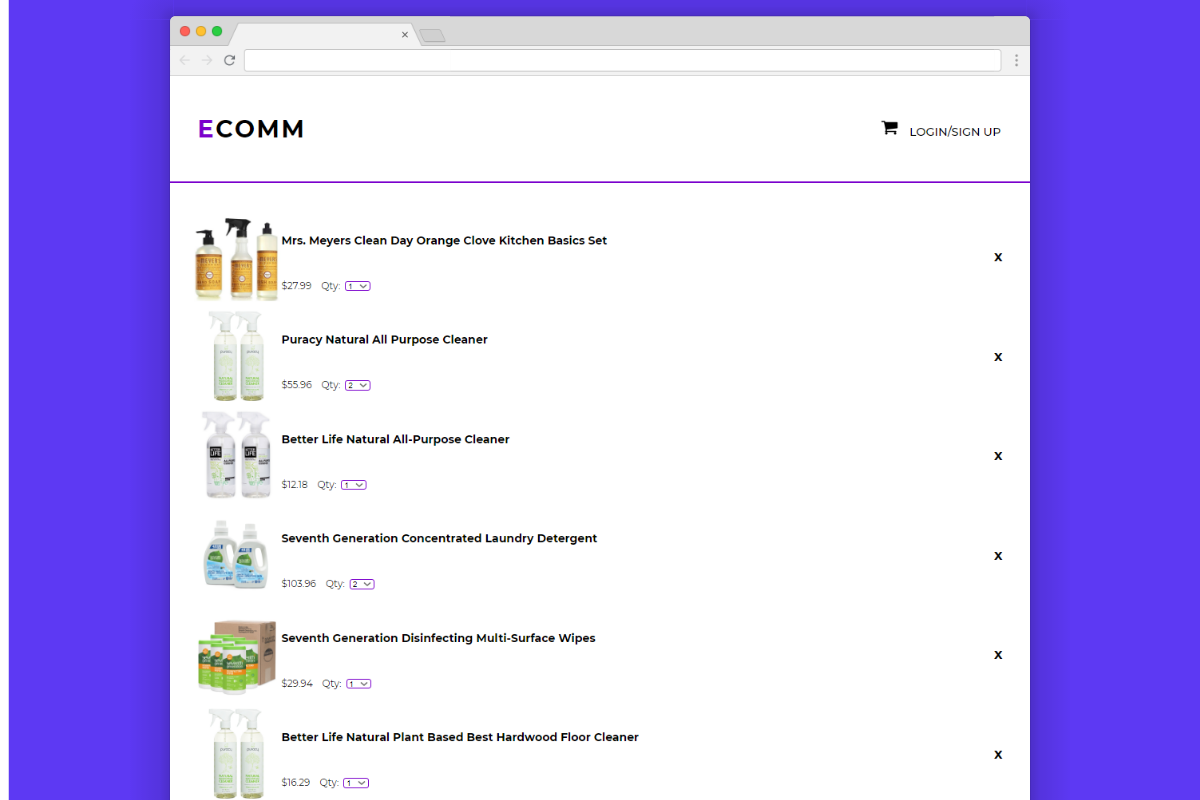 ECOMM
LOGIN/SIGN UP
Mrs. Meyers Clean Day Orange Clove Kitchen Basics Set
x
$27.99 Qty: 1
Puracy Natural All Purpose Cleaner
x
$55.96 Qty: 2
Better Life Natural All-Purpose Cleaner
x
$12.18 Qty: 1
BETTER LIFE
Seventh Generation Concentrated Laundry Detergent
x
$103.96 Qty: 2
Seventh Generation Disinfecting Multi-Surface Wipes
x
$29.94 Qty: 1
Better Life Natural Plant Based Best Hardwood Floor Cleaner
x
$16.29 Qty: 1